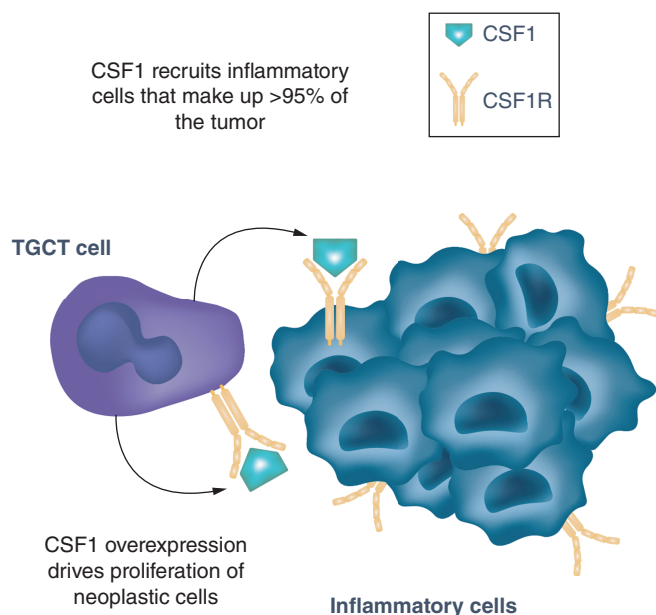 CSF1
CSF1R
CSF1 recruits inflammatory
cells that make up >95% of
the tumor
TGCT cell
CSF1 overexpression
drives proliferation of
neoplastic cells
Inflammatory cells